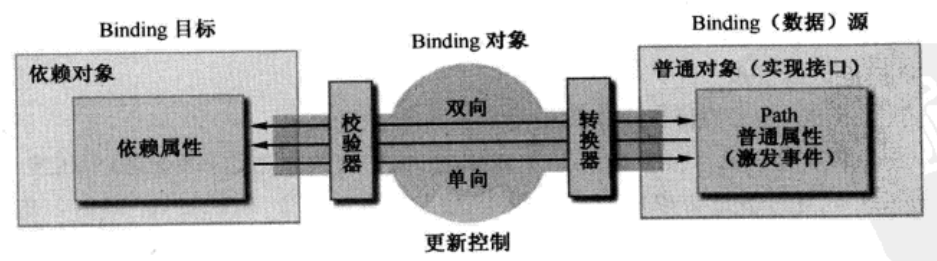 Binding 目标
Binding 对象
Binding（数据）源
依赖对象
依赖属性
校验器
双向
单向
转换器
普通对象（实现接口）
Path
普通属性
（激发事件）
更新控制